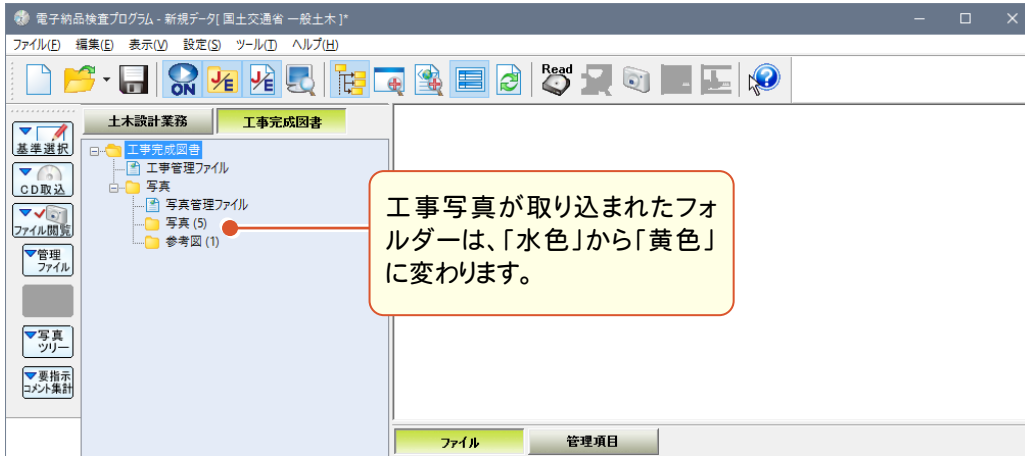 電子納品検査プログラム - 新規データ[ 国土交通省 一般土木 ]*
ファイル(F) 編集(E) 表示(V) 設定(S) ツール(T) ヘルプ(H)
ON
J/E
J/E
Read
土木設計業務
工事完成図書
基準選択
CD取込
ファイル閲覧
管理
ファイル
写真
ツリー
要指示
コメント集計
工事完成図書
工事管理ファイル
写真
写真管理ファイル
写真 (5)
参考図 (1)
工事写真が取り込まれたフォ
ルダーは、「水色」から「黄色」
に変わります。
ファイル
管理項目